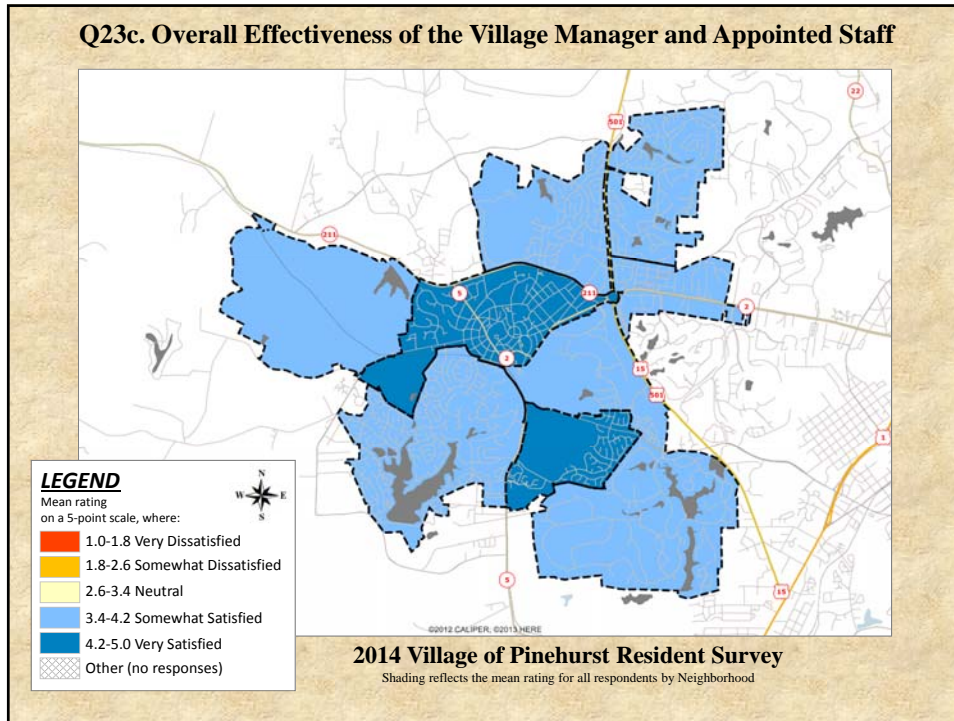 Q23c. Overall Effectiveness of the Village Manager and Appointed Staff
22
501
211
5
211
2
2
15
501
1
5
15
LEGEND
N
W E
S
Mean rating
on a 5-point scale, where:
1.0-1.8 Very Dissatisfied
1.8-2.6 Somewhat Dissatisfied
2.6-3.4 Neutral
3.4-4.2 Somewhat Satisfied
4.2-5.0 Very Satisfied
Other (no responses)
©2012 CALIPER, ©2013 HERE
2014 Village of Pinehurst Resident Survey
Shading reflects the mean rating for all respondents by Neighborhood